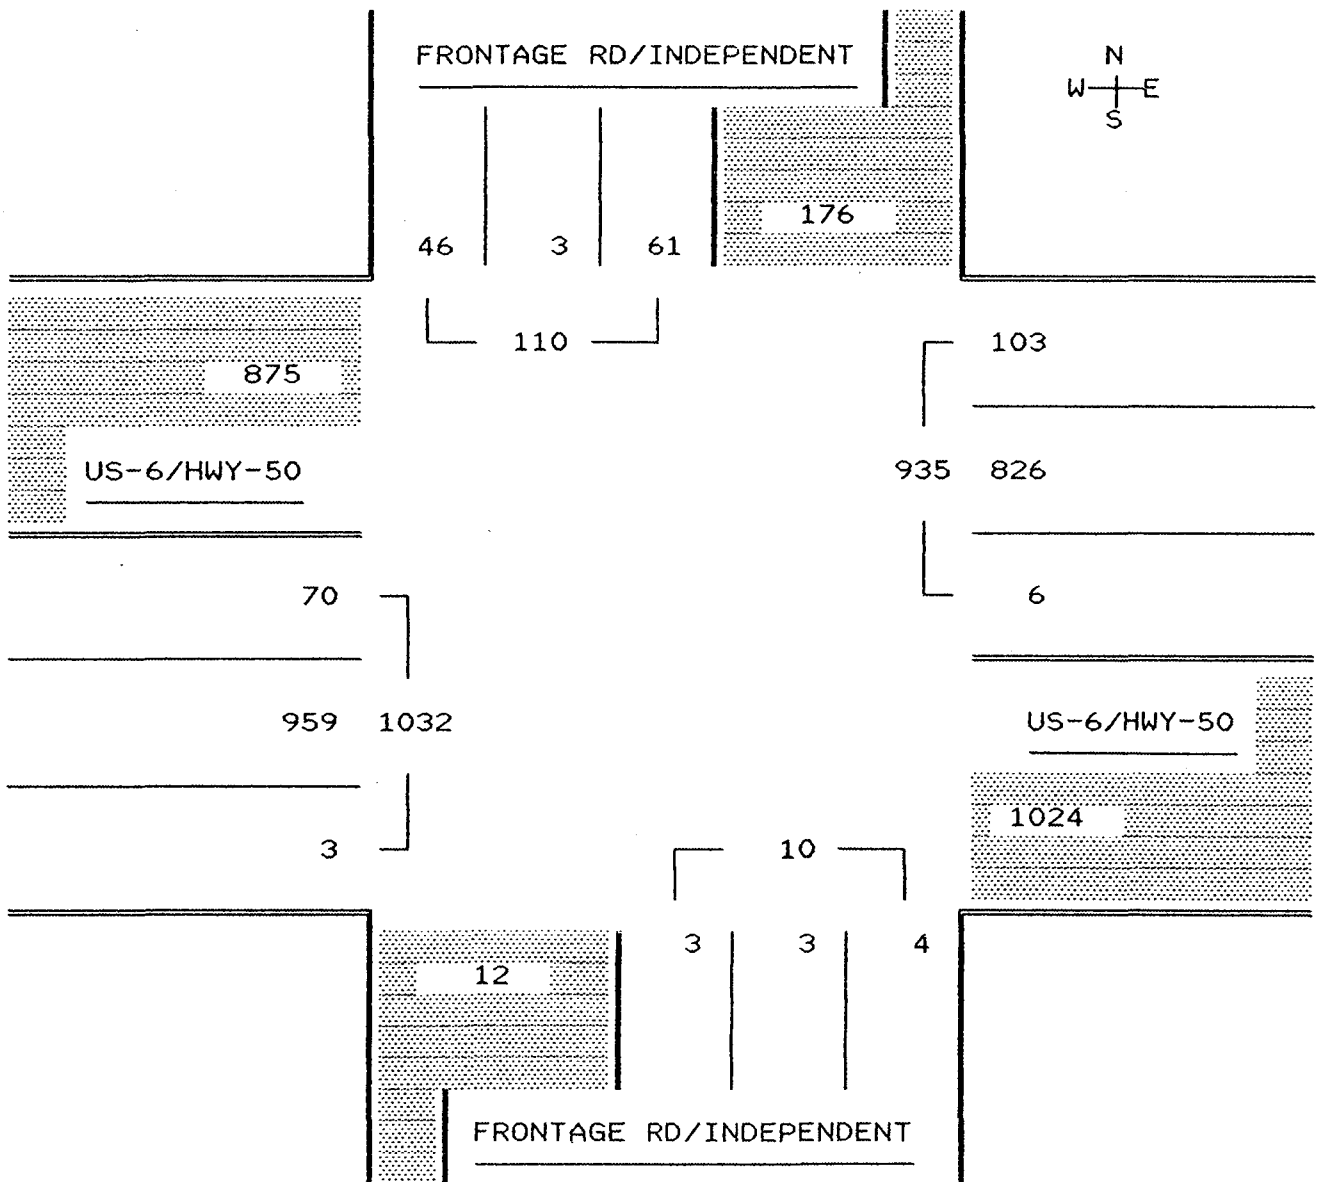 FRONTAGE RD/INDEPENDENT
N
W E
S
176
46 3 61
110
103
875
US-6/HWY-50
935 826
70
6
959 1032
US-6/HWY-50
1024
3
10
3 3 4
12
FRONTAGE RD/INDEPENDENT